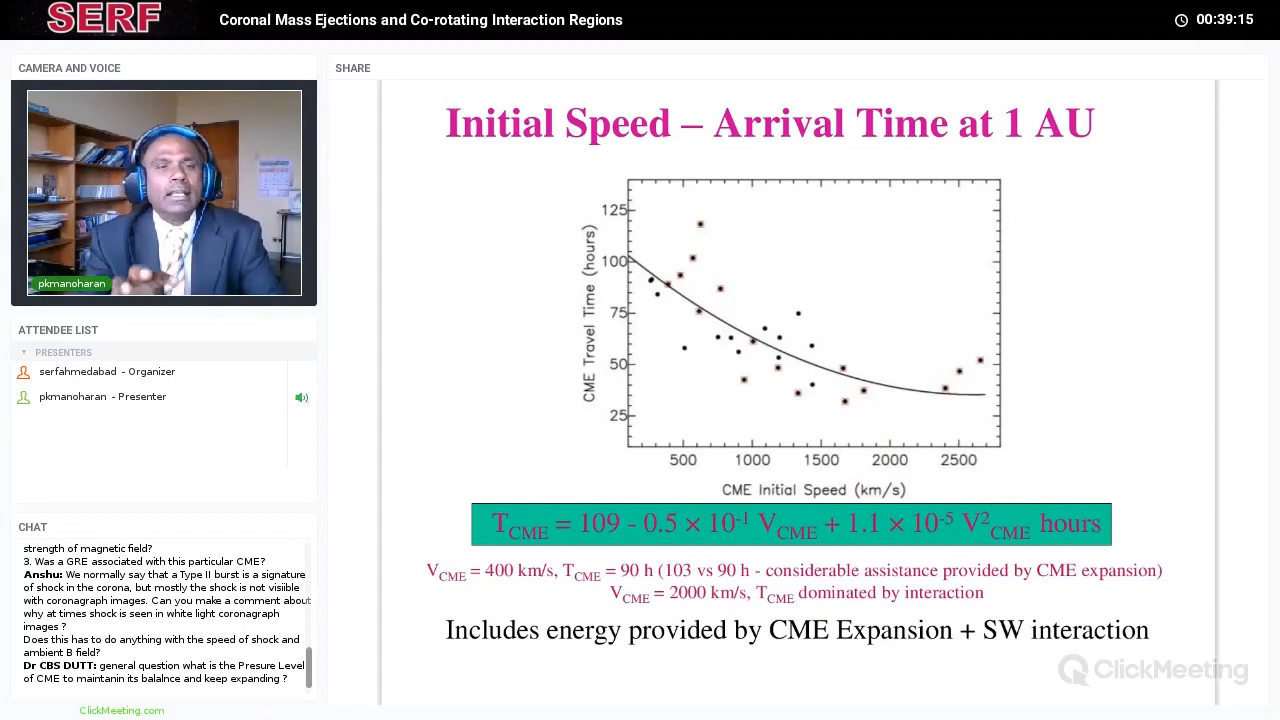 SERF
Coronal Mass Ejections and Co-rotating Interaction Regions
00:39:15
CAMERA AND VOICE
pkmanoharan
ATTENDEE LIST
PRESENTERS
serfahmedabad - Organizer
pkmanoharan - Presenter
CHAT
strength of magnetic field?
3. Was a GRE associated with this particular CME?
Anshu: We normally say that a Type II burst is a signature
of shock in the corona, but mostly the shock is not visiible
with coronagraph images. Can you make a comment about
why at times shock is seen in white light coronagraph
images ?
Does this has to do anything with the speed of shock and
ambient B field?
Dr CBS DUTT: general question what is the Presure Level
of CME to maintanin its balalnce and keep expanding ?
ClickMeeting.com
SHARE
Initial Speed – Arrival Time at 1 AU
CME Travel Time (hours)
125
100
75
50
25
500 1000 1500 2000 2500
CME Initial Speed (km/s)
T_CME = 109 - 0.5 × 10^-1 V_CME + 1.1 × 10^-5 V^2_CME hours
V_CME = 400 km/s, T_CME = 90 h (103 vs 90 h - considerable assistance provided by CME expansion)
V_CME = 2000 km/s, T_CME dominated by interaction
Includes energy provided by CME Expansion + SW interaction
ClickMeeting